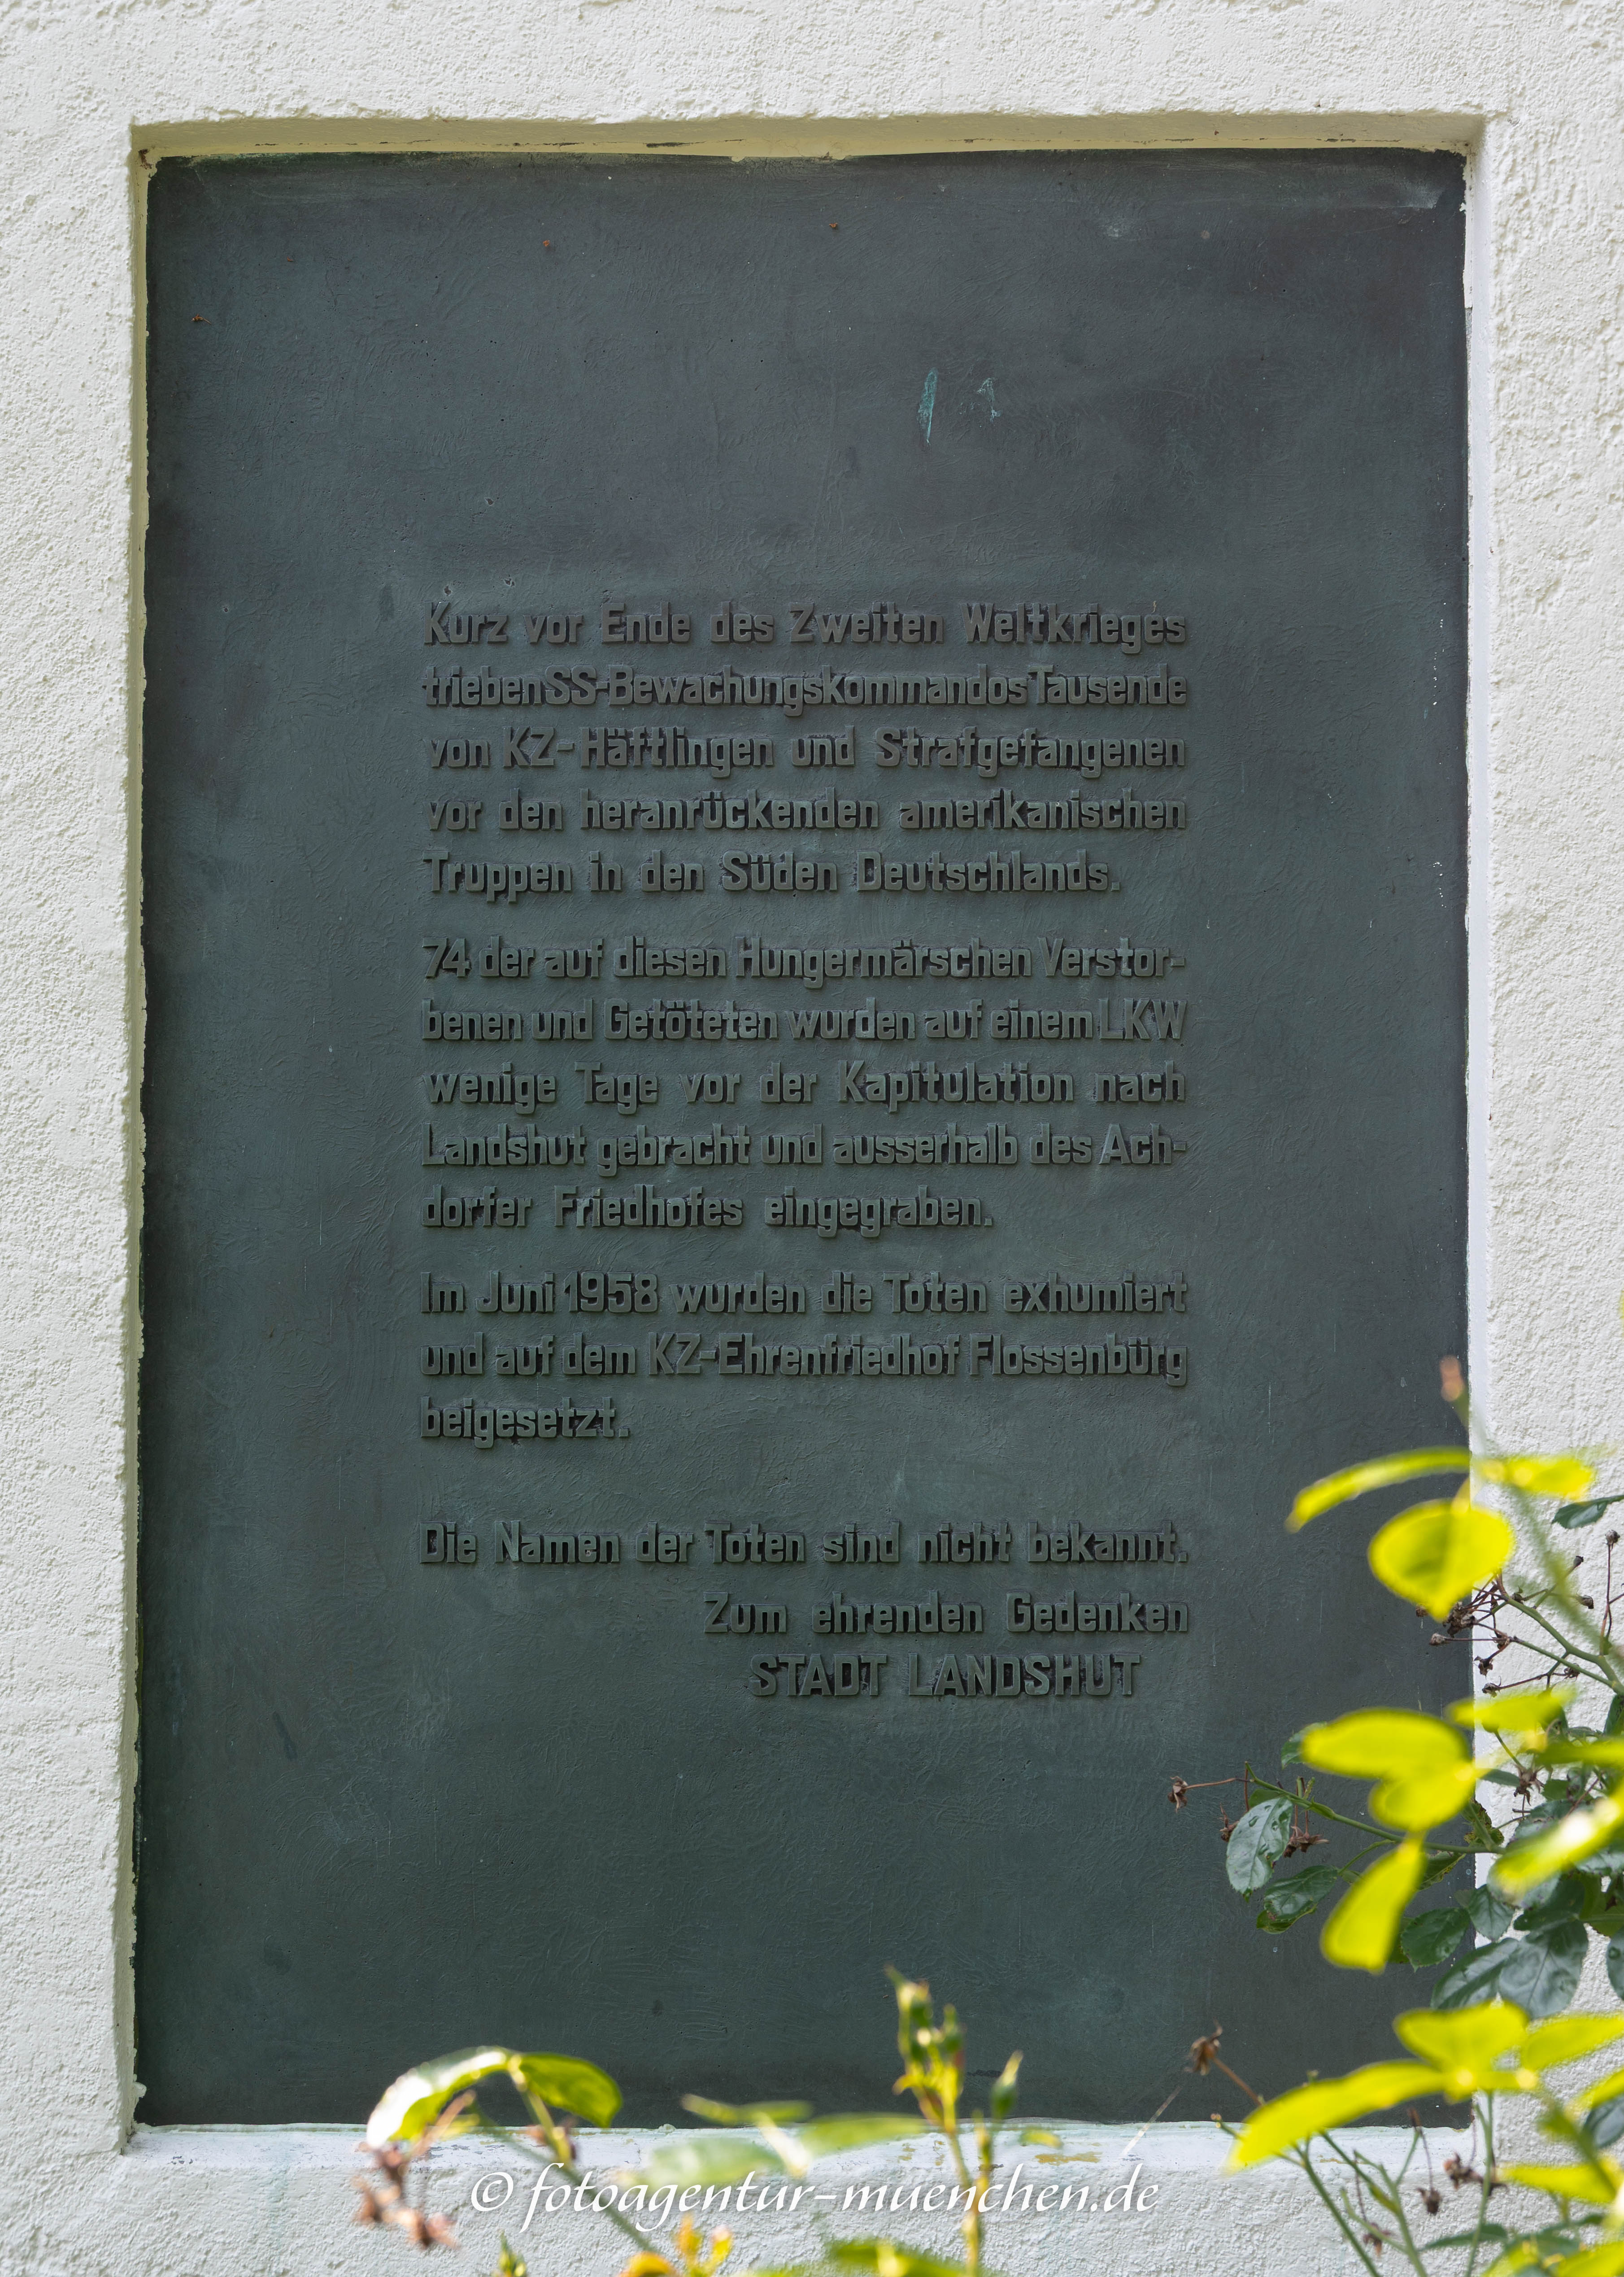 Kurz vor Ende des Zweiten Weltkrieges
trieben SS-Bewachungskommandos Tausende
von KZ-Häftlingen und Strafgefangenen
vor den heranrückenden amerikanischen
Truppen in den Süden Deutschlands.
74 der auf diesen Hungermärschen Verstor-
benen und Getöteten wurden auf einem LKW
wenige Tage vor der Kapitulation nach
Landshut gebracht und ausserhalb des Ach-
dorfer Friedhofes eingegraben.
Im Juni 1958 wurden die Toten exhumiert
und auf dem KZ-Ehrenfriedhof Flossenbürg
beigesetzt.
Die Namen der Toten sind nicht bekannt.
Zum ehrenden Gedenken
STADT LANDSHUT
© fotoagentur-muenchen.de